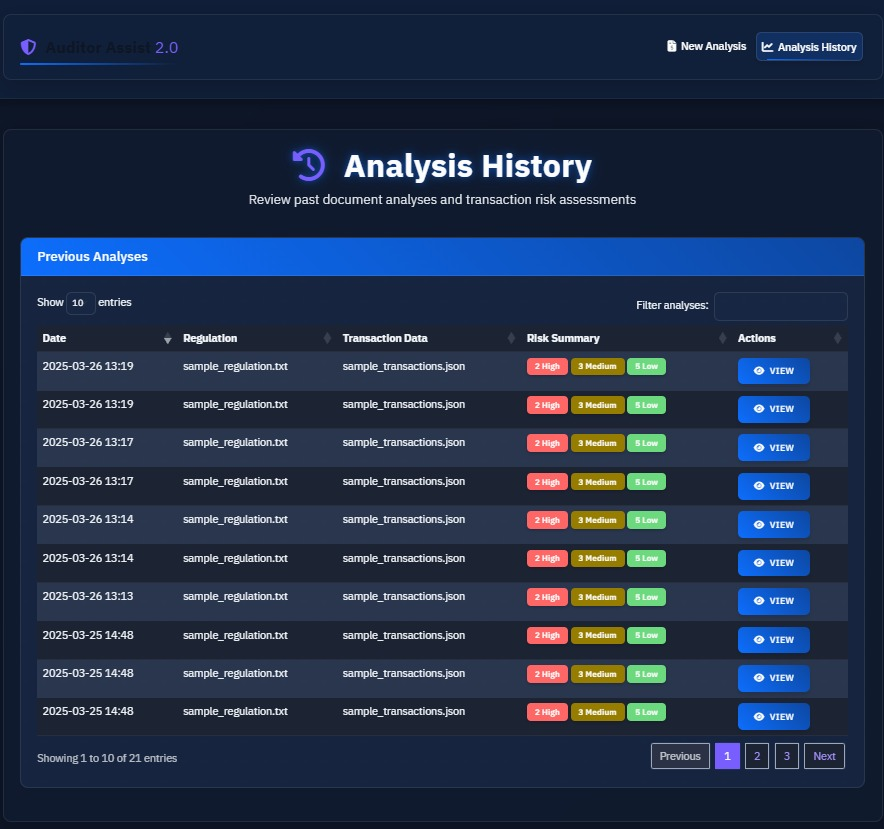 Auditor Assist 2.0
New Analysis
Analysis History
Analysis History
Review past document analyses and transaction risk assessments
Previous Analyses
Show 10 entries
Filter analyses:
Date Regulation Transaction Data Risk Summary Actions
2025-03-26 13:19 sample_regulation.txt sample_transactions.json 2 High 3 Medium 5 Low VIEW
2025-03-26 13:19 sample_regulation.txt sample_transactions.json 2 High 3 Medium 5 Low VIEW
2025-03-26 13:17 sample_regulation.txt sample_transactions.json 2 High 3 Medium 5 Low VIEW
2025-03-26 13:17 sample_regulation.txt sample_transactions.json 2 High 3 Medium 5 Low VIEW
2025-03-26 13:14 sample_regulation.txt sample_transactions.json 2 High 3 Medium 5 Low VIEW
2025-03-26 13:14 sample_regulation.txt sample_transactions.json 2 High 3 Medium 5 Low VIEW
2025-03-26 13:13 sample_regulation.txt sample_transactions.json 2 High 3 Medium 5 Low VIEW
2025-03-25 14:48 sample_regulation.txt sample_transactions.json 2 High 3 Medium 5 Low VIEW
2025-03-25 14:48 sample_regulation.txt sample_transactions.json 2 High 3 Medium 5 Low VIEW
2025-03-25 14:48 sample_regulation.txt sample_transactions.json 2 High 3 Medium 5 Low VIEW
Showing 1 to 10 of 21 entries
Previous 1 2 3 Next